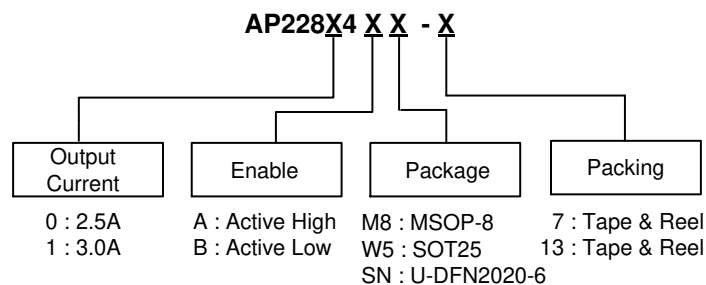 AP228X4 X X - X
Output
Current
Enable
Package
Packing
0 : 2.5A
1 : 3.0A
A : Active High
B : Active Low
M8 : MSOP-8
W5 : SOT25
SN : U-DFN2020-6
7 : Tape & Reel
13 : Tape & Reel